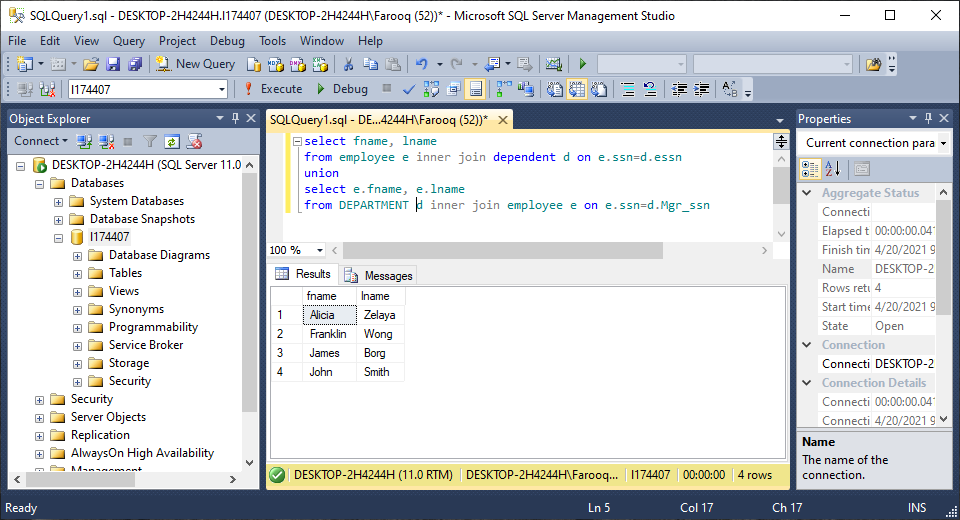 SQLQuery1.sql - DESKTOP-2H4244H.I174407 (DESKTOP-2H4244H\Farooq (52))* - Microsoft SQL Server Management Studio
File Edit View Query Project Debug Tools Window Help
New Query
I174407 Execute Debug
Object Explorer
Connect
DESKTOP-2H4244H (SQL Server 11.0
Databases
System Databases
Database Snapshots
I174407
Database Diagrams
Tables
Views
Synonyms
Programmability
Service Broker
Storage
Security
Security
Server Objects
Replication
AlwaysOn High Availability
Management
SQLQuery1.sql - DE...4244H\Farooq (52))*
select fname, lname
from employee e inner join dependent d on e.ssn=d.essn
union
select e.fname, e.lname
from DEPARTMENT d inner join employee e on e.ssn=d.Mgr_ssn
100 %
Results Messages
fname lname
1 Alicia Zelaya
2 Franklin Wong
3 James Borg
4 John Smith
DESKTOP-2H4244H (11.0 RTM) DESKTOP-2H4244H\Farooq... I174407 00:00:00 4 rows
Properties
Current connection para
Aggregate Status
Connecti
Elapsed t 00:00:00.041
Finish tim 4/20/2021 9
Name DESKTOP-2
Rows retu 4
Start time 4/20/2021 9
State Open
Connection
Connecti DESKTOP-2
Connection Details
Connecti 00:00:00.041
Connecti 4/20/2021 9
Name
The name of the
connection.
Ready Ln 5 Col 17 Ch 17 INS